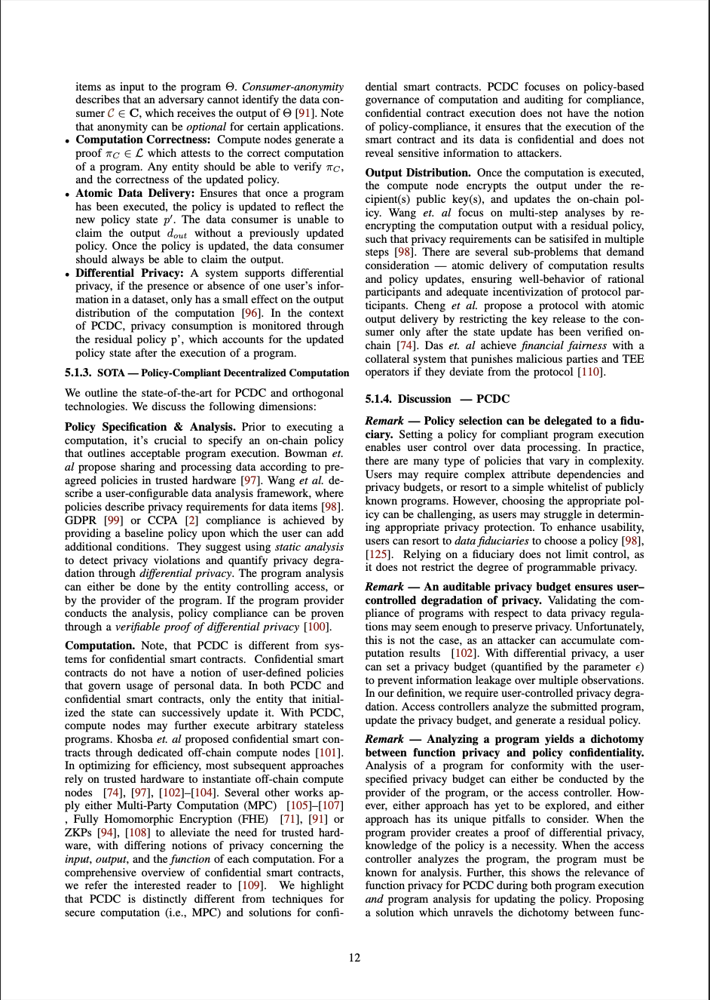 items as input to the program Θ. Consumer-anonymity
describes that an adversary cannot identify the data con-
sumer C ∈ C, which receives the output of Θ [91]. Note
that anonymity can be optional for certain applications.
• Computation Correctness: Compute nodes generate a
proof π_C ∈ L which attests to the correct computation
of a program. Any entity should be able to verify π_C,
and the correctness of the updated policy.
• Atomic Data Delivery: Ensures that once a program
has been executed, the policy is updated to reflect the
new policy state p′. The data consumer is unable to
claim the output d_out without a previously updated
policy. Once the policy is updated, the data consumer
should always be able to claim the output.
• Differential Privacy: A system supports differential
privacy, if the presence or absence of one user's infor-
mation in a dataset, only has a small effect on the output
distribution of the computation [96]. In the context
of PCDC, privacy consumption is monitored through
the residual policy p', which accounts for the updated
policy state after the execution of a program.
5.1.3. SOTA — Policy-Compliant Decentralized Computation
We outline the state-of-the-art for PCDC and orthogonal
technologies. We discuss the following dimensions:
Policy Specification & Analysis. Prior to executing a
computation, it's crucial to specify an on-chain policy
that outlines acceptable program execution. Bowman et.
al propose sharing and processing data according to pre-
agreed policies in trusted hardware [97]. Wang et al. de-
scribe a user-configurable data analysis framework, where
policies describe privacy requirements for data items [98].
GDPR [99] or CCPA [2] compliance is achieved by
providing a baseline policy upon which the user can add
additional conditions. They suggest using static analysis
to detect privacy violations and quantify privacy degra-
dation through differential privacy. The program analysis
can either be done by the entity controlling access, or
by the provider of the program. If the program provider
conducts the analysis, policy compliance can be proven
through a verifiable proof of differential privacy [100].
Computation. Note, that PCDC is different from sys-
tems for confidential smart contracts. Confidential smart
contracts do not have a notion of user-defined policies
that govern usage of personal data. In both PCDC and
confidential smart contracts, only the entity that initial-
ized the state can successively update it. With PCDC,
compute nodes may further execute arbitrary stateless
programs. Khosba et. al proposed confidential smart con-
tracts through dedicated off-chain compute nodes [101].
In optimizing for efficiency, most subsequent approaches
rely on trusted hardware to instantiate off-chain compute
nodes [74], [97], [102]–[104]. Several other works ap-
ply either Multi-Party Computation (MPC) [105]–[107]
, Fully Homomorphic Encryption (FHE) [71], [91] or
ZKPs [94], [108] to alleviate the need for trusted hard-
ware, with differing notions of privacy concerning the
input, output, and the function of each computation. For a
comprehensive overview of confidential smart contracts,
we refer the interested reader to [109]. We highlight
that PCDC is distinctly different from techniques for
secure computation (i.e., MPC) and solutions for confi-
dential smart contracts. PCDC focuses on policy-based
governance of computation and auditing for compliance,
confidential contract execution does not have the notion
of policy-compliance, it ensures that the execution of the
smart contract and its data is confidential and does not
reveal sensitive information to attackers.
Output Distribution. Once the computation is executed,
the compute node encrypts the output under the re-
cipient(s) public key(s), and updates the on-chain pol-
icy. Wang et. al focus on multi-step analyses by re-
encrypting the computation output with a residual policy,
such that privacy requirements can be satisifed in multiple
steps [98]. There are several sub-problems that demand
consideration — atomic delivery of computation results
and policy updates, ensuring well-behavior of rational
participants and adequate incentivization of protocol par-
ticipants. Cheng et al. propose a protocol with atomic
output delivery by restricting the key release to the con-
sumer only after the state update has been verified on-
chain [74]. Das et. al achieve financial fairness with a
collateral system that punishes malicious parties and TEE
operators if they deviate from the protocol [110].
5.1.4. Discussion — PCDC
Remark — Policy selection can be delegated to a fidu-
ciary. Setting a policy for compliant program execution
enables user control over data processing. In practice,
there are many type of policies that vary in complexity.
Users may require complex attribute dependencies and
privacy budgets, or resort to a simple whitelist of publicly
known programs. However, choosing the appropriate pol-
icy can be challenging, as users may struggle in determin-
ing appropriate privacy protection. To enhance usability,
users can resort to data fiduciaries to choose a policy [98],
[125]. Relying on a fiduciary does not limit control, as
it does not restrict the degree of programmable privacy.
Remark — An auditable privacy budget ensures user–
controlled degradation of privacy. Validating the com-
pliance of programs with respect to data privacy regula-
tions may seem enough to preserve privacy. Unfortunately,
this is not the case, as an attacker can accumulate com-
putation results [102]. With differential privacy, a user
can set a privacy budget (quantified by the parameter ϵ)
to prevent information leakage over multiple observations.
In our definition, we require user-controlled privacy degra-
dation. Access controllers analyze the submitted program,
update the privacy budget, and generate a residual policy.
Remark — Analyzing a program yields a dichotomy
between function privacy and policy confidentiality.
Analysis of a program for conformity with the user-
specified privacy budget can either be conducted by the
provider of the program, or the access controller. How-
ever, either approach has yet to be explored, and either
approach has its unique pitfalls to consider. When the
program provider creates a proof of differential privacy,
knowledge of the policy is a necessity. When the access
controller analyzes the program, the program must be
known for analysis. Further, this shows the relevance of
function privacy for PCDC during both program execution
and program analysis for updating the policy. Proposing
a solution which unravels the dichotomy between func-
12